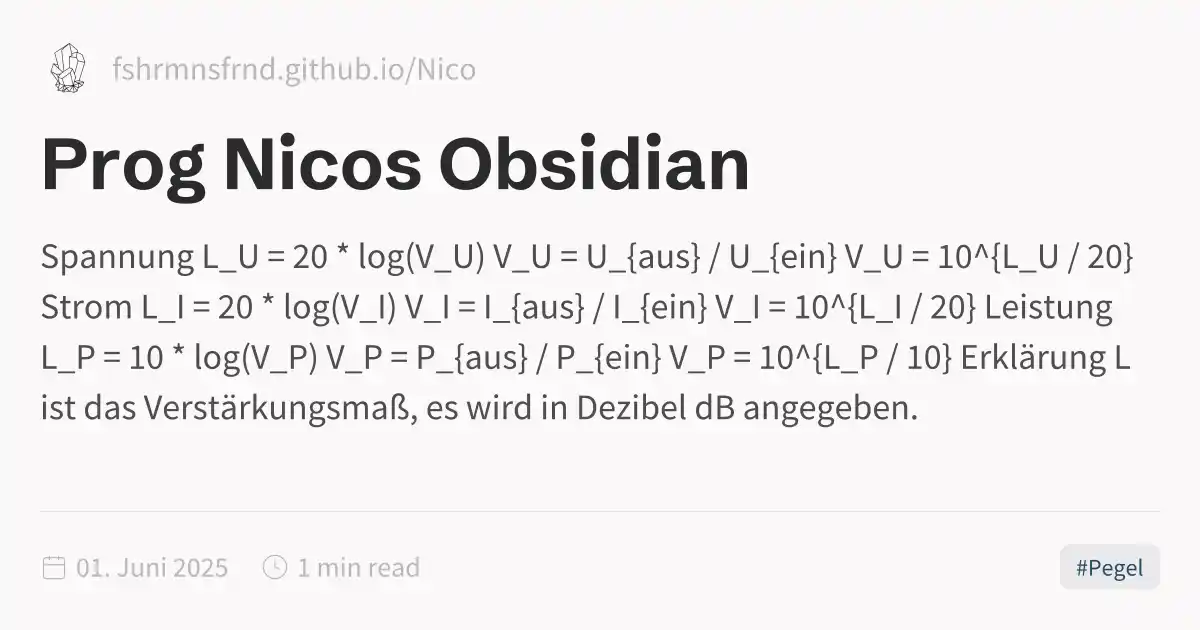 fshrmnsfrnd.github.io/Nico
Prog Nicos Obsidian
Spannung L_U = 20 * log(V_U) V_U = U_{aus} / U_{ein} V_U = 10^{L_U / 20}
Strom L_I = 20 * log(V_I) V_I = I_{aus} / I_{ein} V_I = 10^{L_I / 20} Leistung
L_P = 10 * log(V_P) V_P = P_{aus} / P_{ein} V_P = 10^{L_P / 10} Erklärung L
ist das Verstärkungsmaß, es wird in Dezibel dB angegeben.
01. Juni 2025 1 min read #Pegel